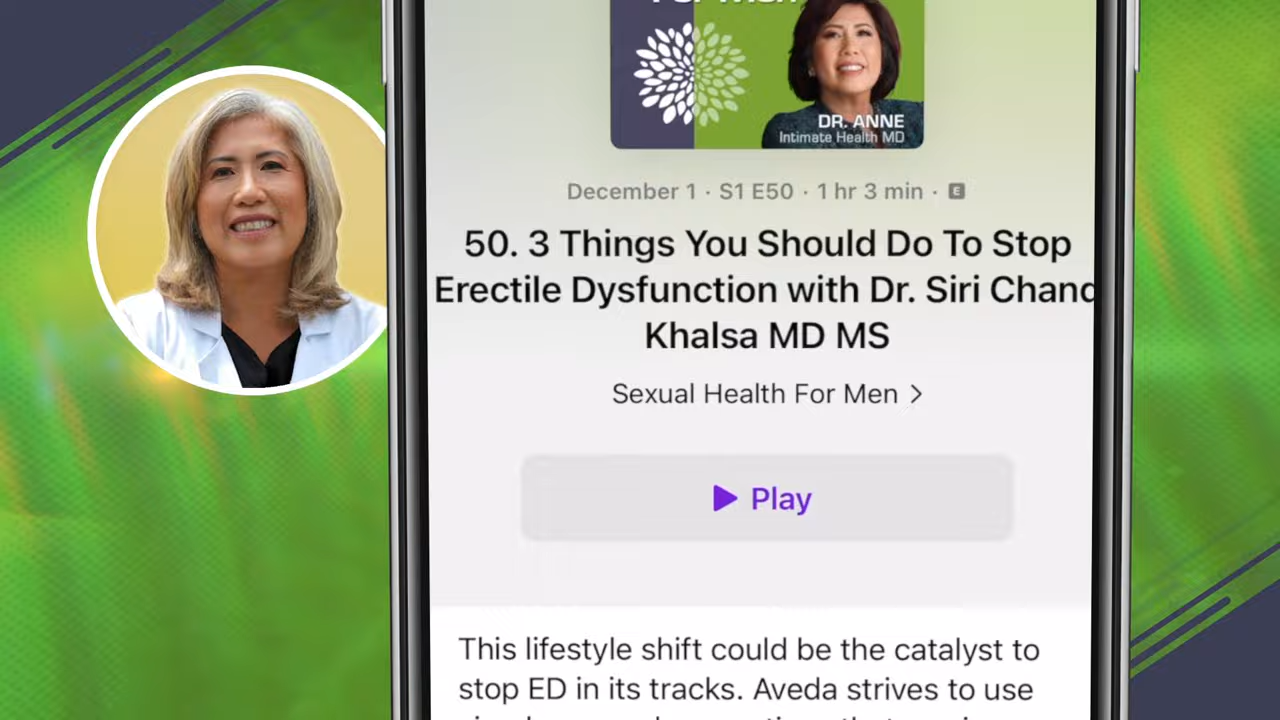 DR. ANNE
Intimate Health MD
December 1 · S1 E50 · 1 hr 3 min · E
50. 3 Things You Should Do To Stop
Erectile Dysfunction with Dr. Siri Chand
Khalsa MD MS
Sexual Health For Men >
Play
This lifestyle shift could be the catalyst to
stop ED in its tracks. Aveda strives to use